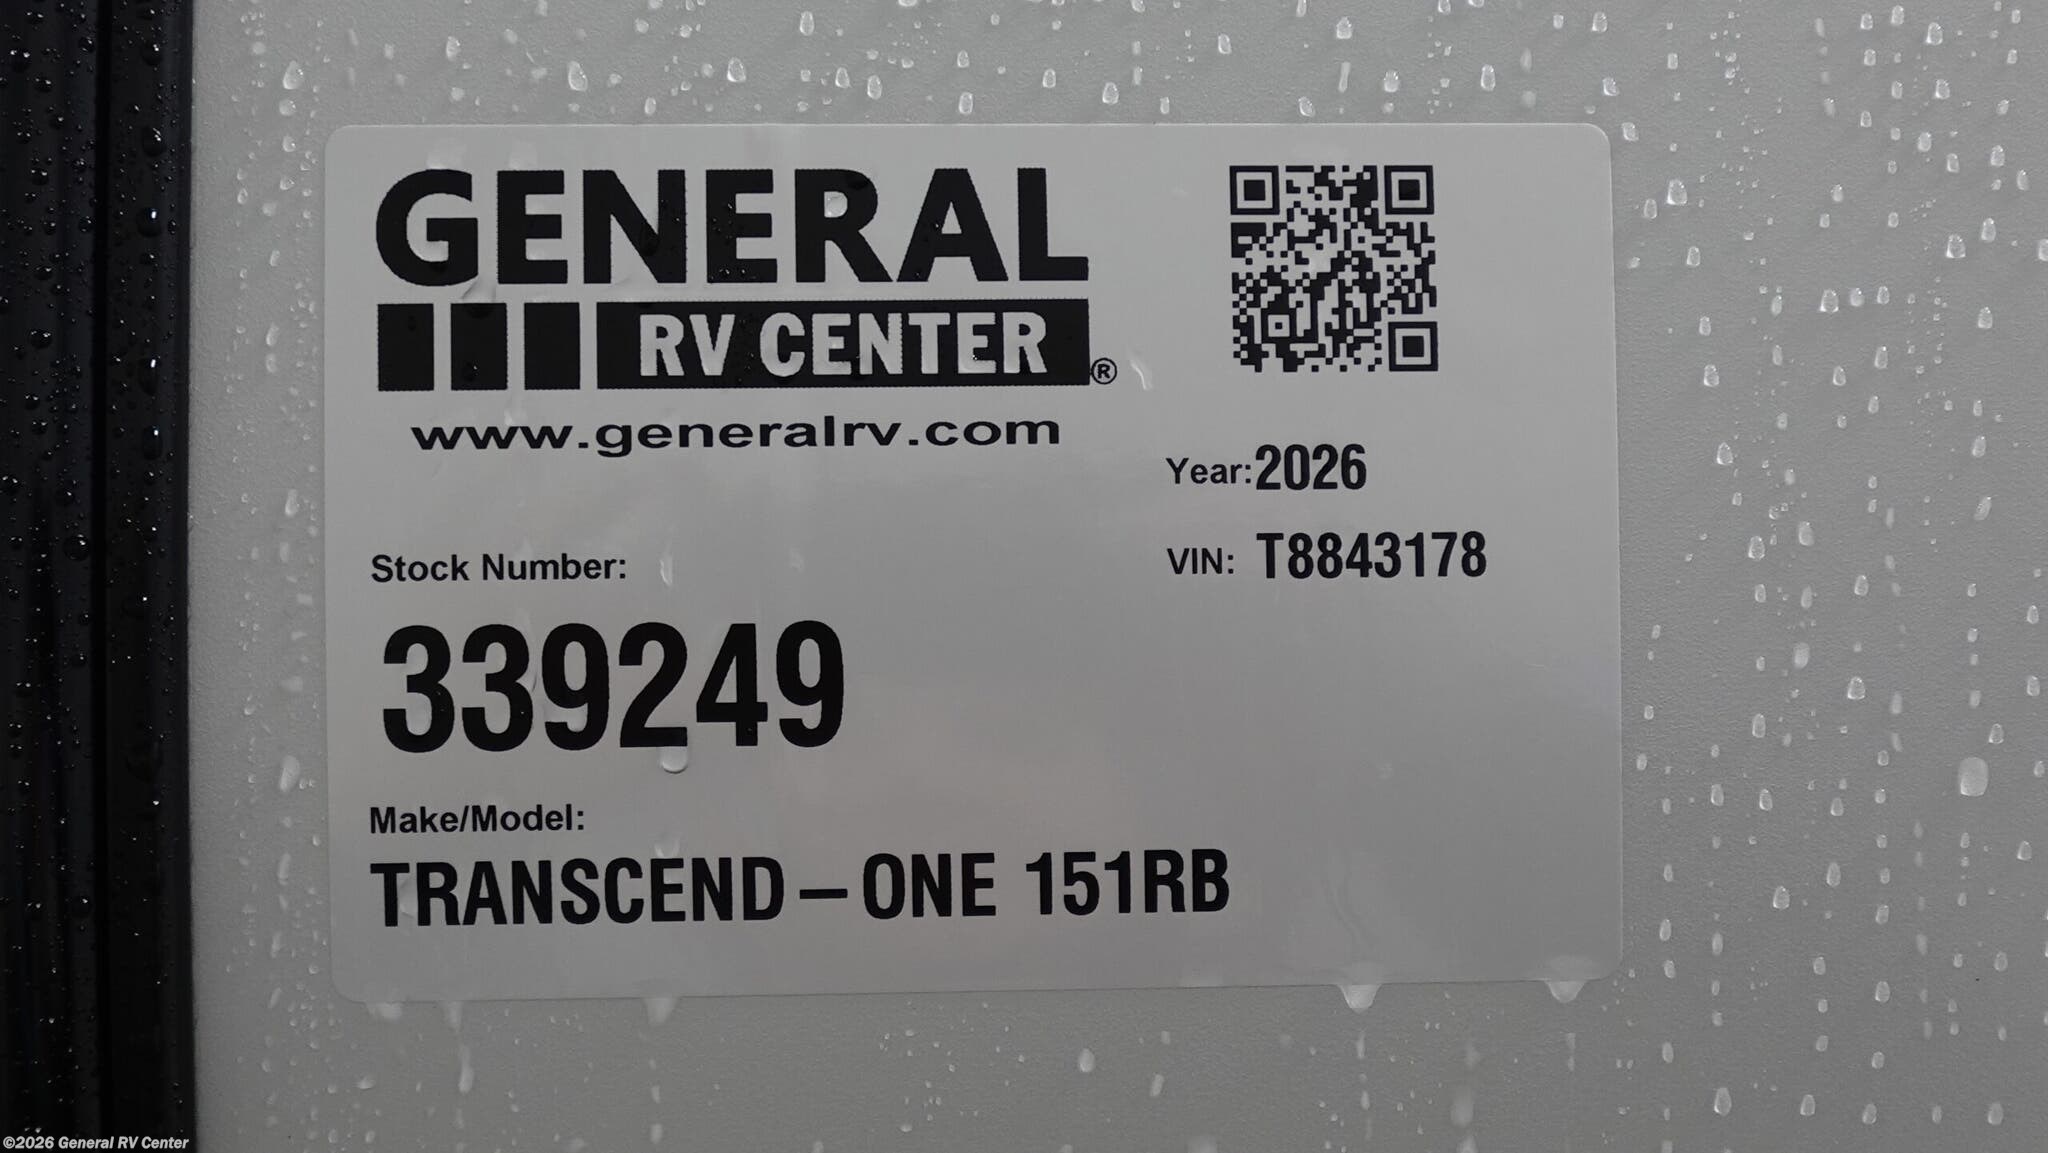 GENERAL
RV CENTER®
www.generalrv.com
Year: 2026
VIN: T8843178
Stock Number:
339249
Make/Model:
TRANSCEND-ONE 151RB
©2026 General RV Center